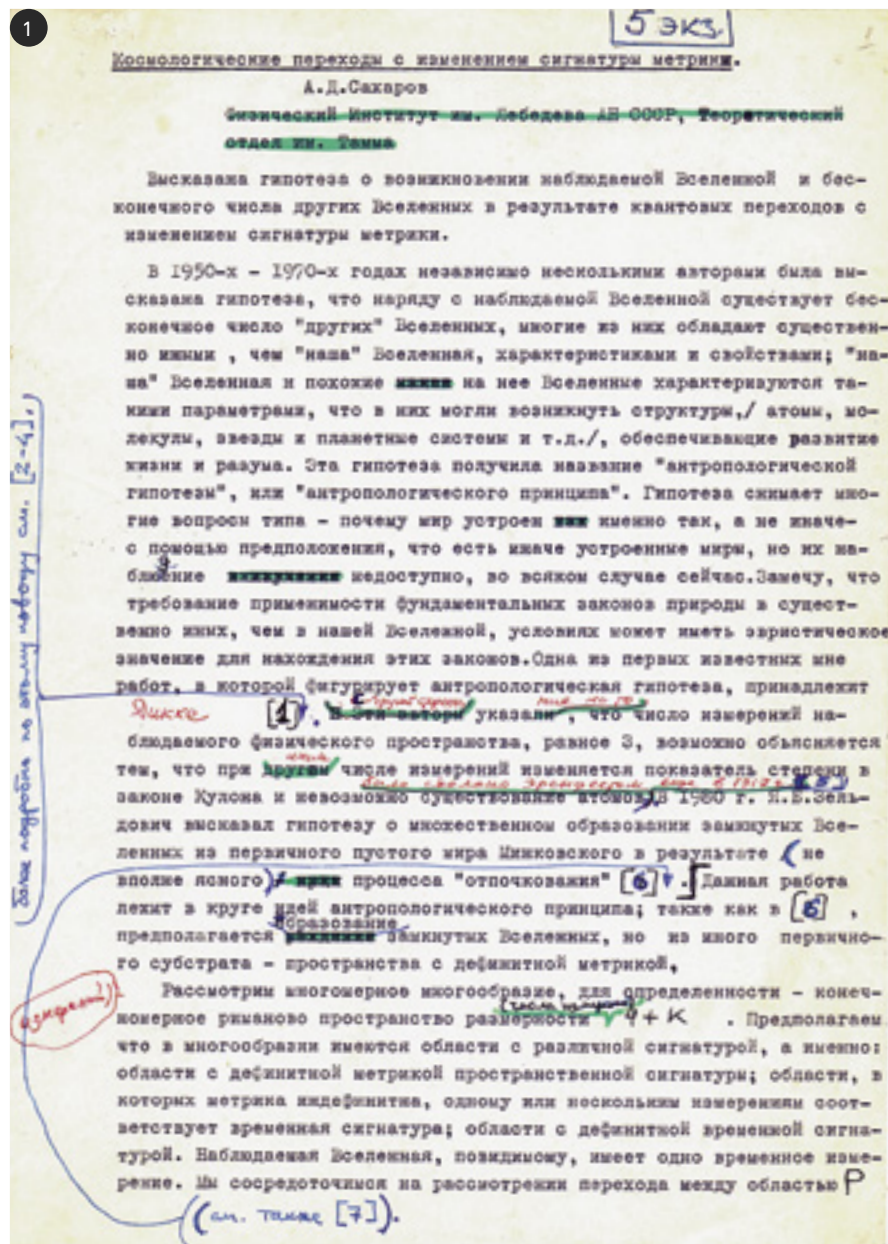 1
5 экз.
1
Космологические переходы с изменением сигнатуры метрики.
А.Д.Сахаров
Физический Институт им. Лебедева АН СССР, Теоретический
отдел им. Тамма
Высказана гипотеза о возникновении наблюдаемой Вселенной и бес-
конечного числа других Вселенных в результате квантовых переходов с
изменением сигнатуры метрики.
В 1950-х - 1970-х годах независимо несколькими авторами была вы-
сказана гипотеза, что наряду с наблюдаемой Вселенной существует бес-
конечное число "других" Вселенных, многие из них обладают существен-
но иными , чем "наша" Вселенная, характеристиками и свойствами; "на-
ша" Вселенная и похожие на нее Вселенные характеризуются та-
кими параметрами, что в них могли возникнуть структуры,/ атомы, мо-
лекулы, звезды и планетные системы и т.д./, обеспечивающие развитие
жизни и разума. Эта гипотеза получила название "антропологической
гипотезы", или "антропологического принципа". Гипотеза снимает мно-
гие вопросы типа - почему мир устроен именно так, а не иначе-
с помощью предположения, что есть иначе устроенные миры, но их на-
блюдение недоступно, во всяком случае сейчас.Замечу, что
требование применимости фундаментальных законов природы в сущест-
венно иных, чем в нашей Вселенной, условиях может иметь эвристическое
значение для нахождения этих законов.Одна из первых известных мне
работ, в которой фигурирует антропологическая гипотеза, принадлежит
Дикке [1]. Эти авторы указали , что число измерений на-
блюдаемого физического пространства, равное 3, возможно объясняется
тем, что при ином другом числе измерений изменяется показатель степени в
законе Кулона и невозможно существование атомов, В 1980 г. Я.Б.Зель-
дович высказал гипотезу о множественном образовании замкнутых Все-
ленных из первичного пустого мира Минковского в результате (не
вполне ясного) процесса "отпочкования" [6] . Данная работа
лежит в круге идей антропологического принципа; также как в [6] ,
предполагается образование замкнутых Вселенных, но из иного первично-
го субстрата - пространства с дефинитной метрикой,
Рассмотрим многомерное многообразие, для определенности - конеч-
номерное риманово пространство размерности + K . Предполагаем
что в многообразии имеются области с различной сигнатурой, а именно:
области с дефинитной метрикой пространственной сигнатуры; области, в
которых метрика индефинитна, одному или нескольким измерениям соот-
ветствует временная сигнатура; области с дефинитной временной сигна-
турой. Наблюдаемая Вселенная, повидимому, имеет одно временное изме-
рение. Мы сосредоточимся на рассмотрении перехода между областью P
(см. также [7]).
более подробно по этому поводу см. [2-4].